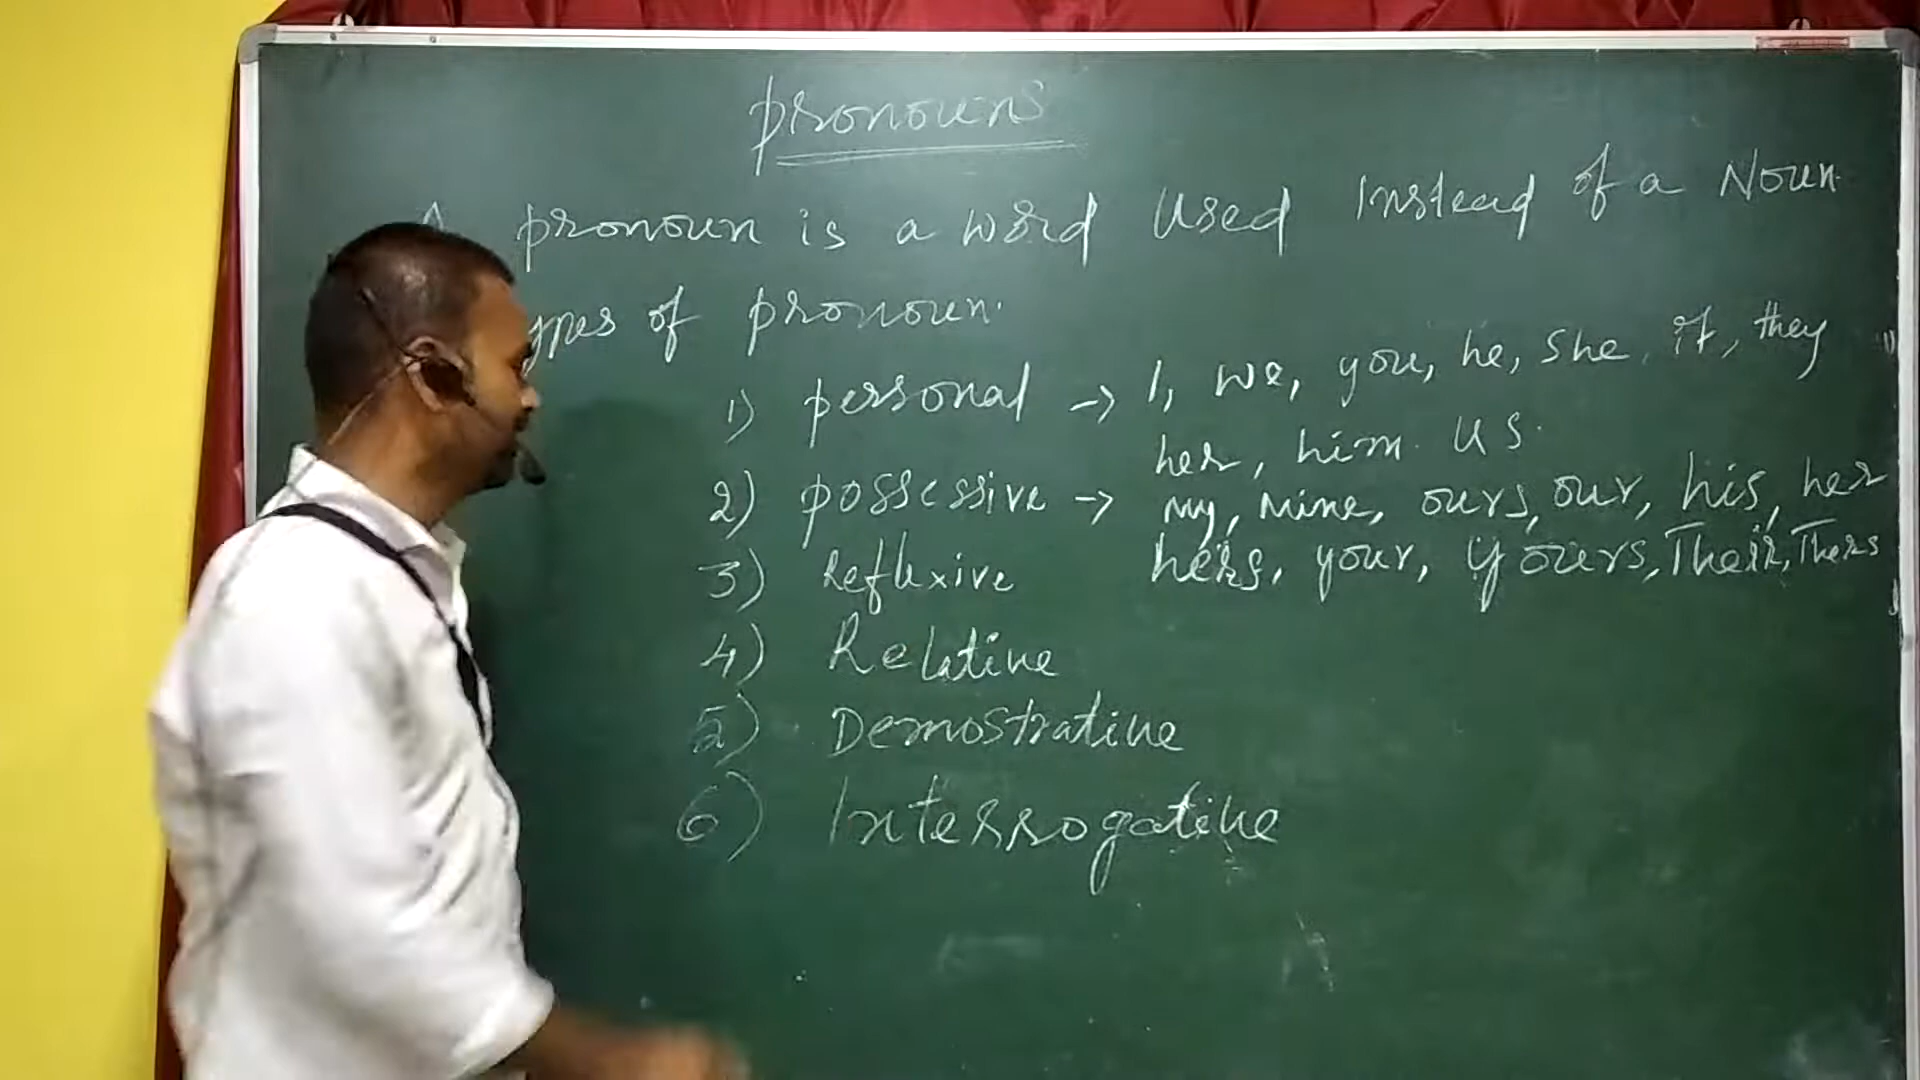 pronouns
A pronoun is a word used instead of a Noun
ypes of pronoun.
1) personal → I, we, you, he, she, it, they
her, him. us.
2) possessive → my, mine, ours, our, his, her
hers, your, yours, Their, Thers
3) Reflexive
4) Relative
5) Demostrative
6) Interrogative